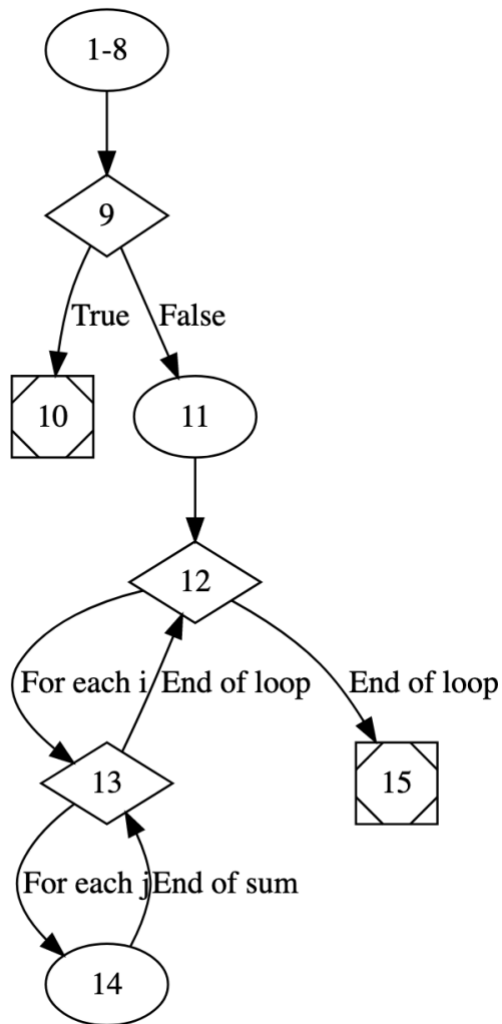 1-8
9
True
False
10
11
12
For each i
End of loop
End of loop
13
15
For each j
End of sum
14